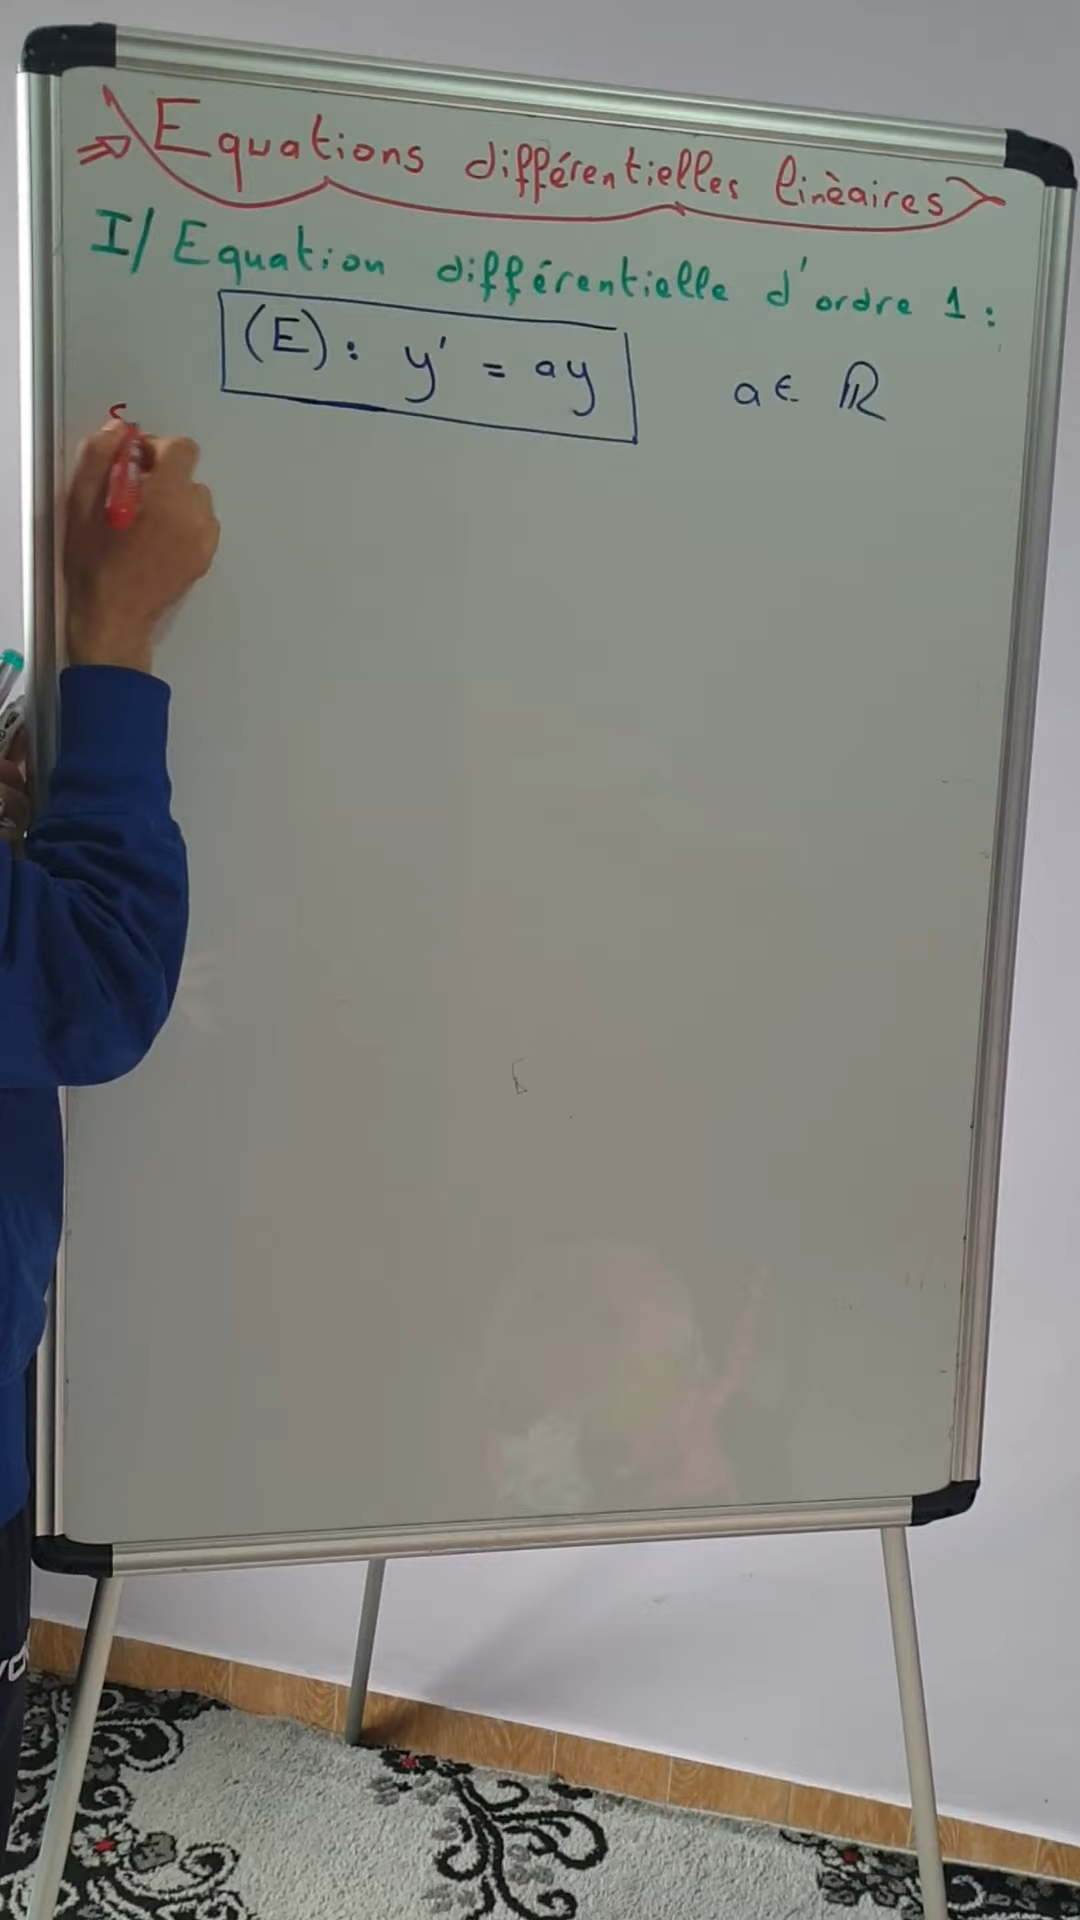 ⇒ Equations différentielles linèaires
I/ Equation différentielle d'ordre 1 :
(E) : y' = ay a ∈ ℝ